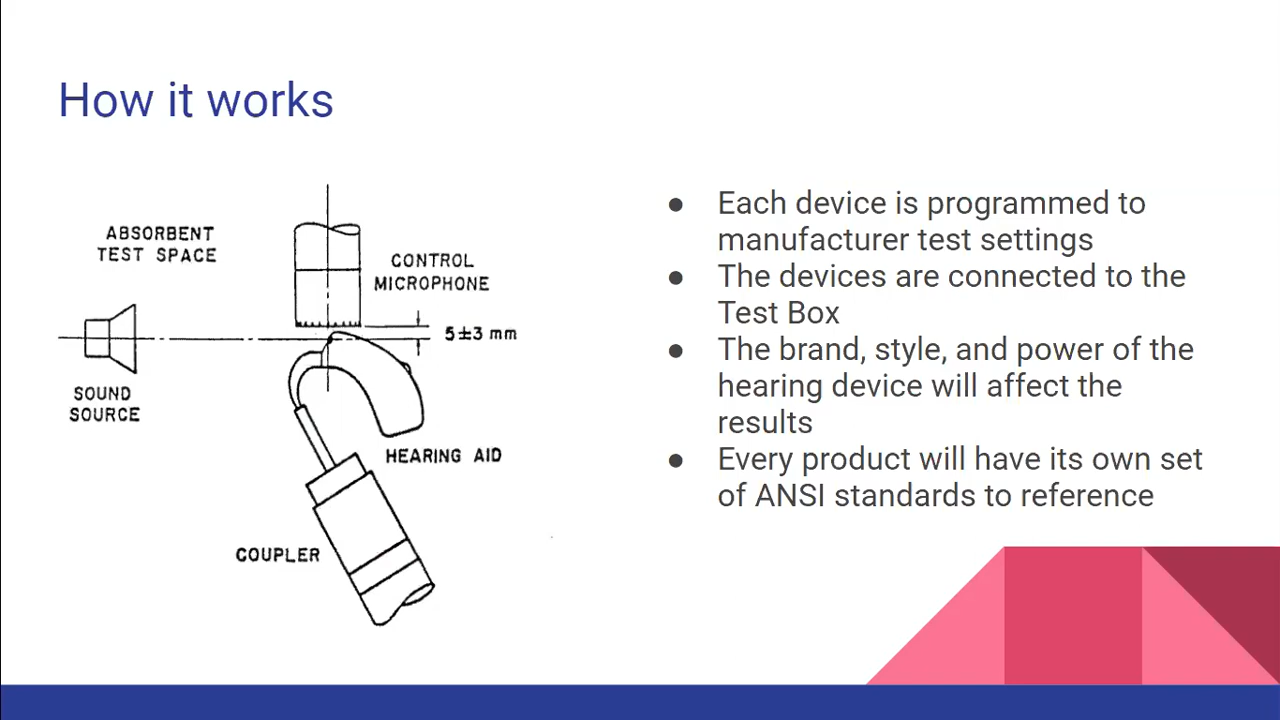 How it works
ABSORBENT
TEST SPACE
CONTROL
MICROPHONE
5±3 mm
SOUND
SOURCE
HEARING AID
COUPLER
● Each device is programmed to
manufacturer test settings
● The devices are connected to the
Test Box
● The brand, style, and power of the
hearing device will affect the
results
● Every product will have its own set
of ANSI standards to reference